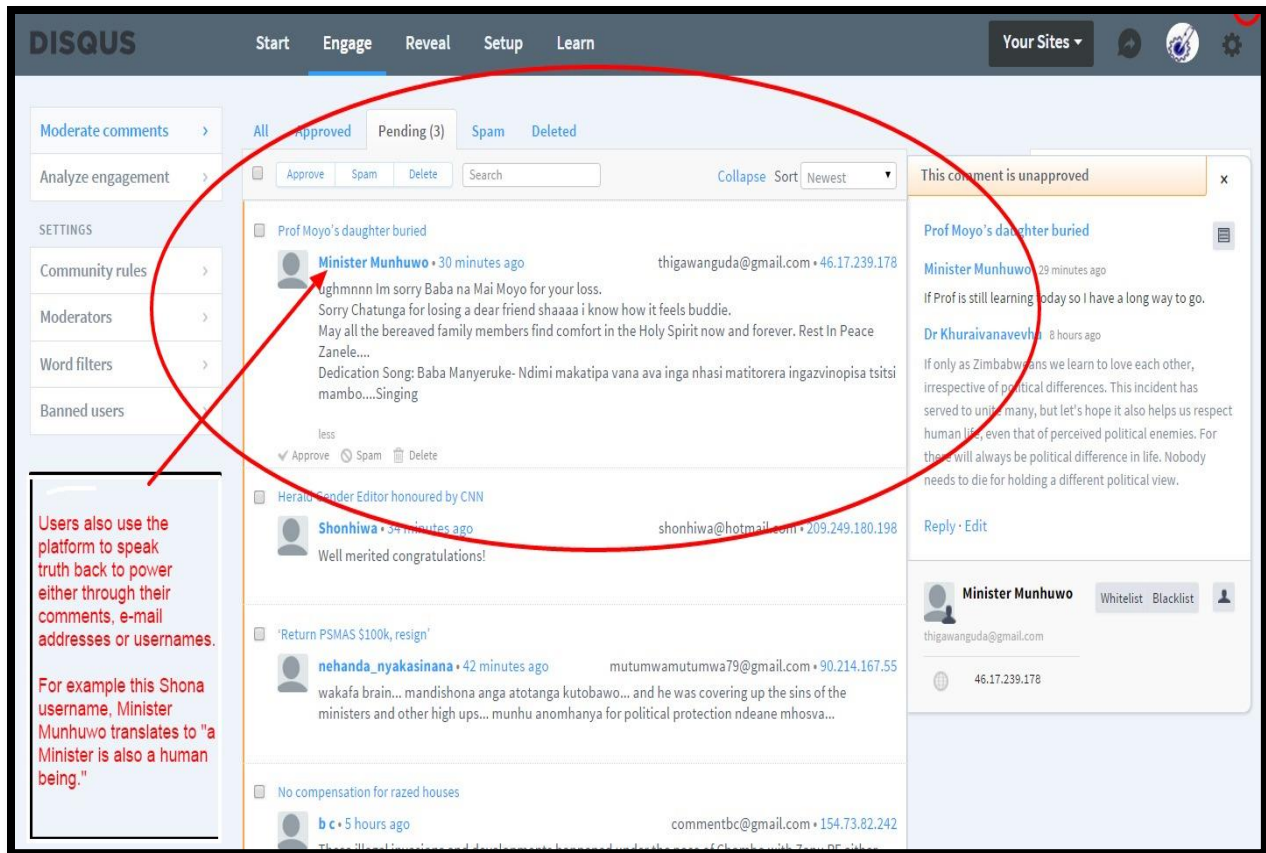 DISQUS
Start Engage Reveal Setup Learn
Your Sites
Moderate comments
Analyze engagement
SETTINGS
Community rules
Moderators
Word filters
Banned users
Users also use the
platform to speak
truth back to power
either through their
comments, e-mail
addresses or usernames.
For example this Shona
username, Minister
Munhuwo translates to "a
Minister is also a human
being."
All Approved Pending (3) Spam Deleted
Approve Spam Delete Search Collapse Sort Newest
Prof Moyo's daughter buried
Minister Munhuwo • 30 minutes ago thigawanguda@gmail.com • 46.17.239.178
ughmnnn Im sorry Baba na Mai Moyo for your loss.
Sorry Chatunga for losing a dear friend shaaaa i know how it feels buddie.
May all the bereaved family members find comfort in the Holy Spirit now and forever. Rest In Peace
Zanele....
Dedication Song: Baba Manyeruke- Ndimi makatipa vana ava inga nhasi matitorera ingazvinopisa tsitsi
mambo....Singing
less
Approve Spam Delete
Herald Gender Editor honoured by CNN
Shonhiwa • 34 minutes ago shonhiwa@hotmail.com • 209.249.180.198
Well merited congratulations!
'Return PSMAS $100k, resign'
nehanda_nyakasinana • 42 minutes ago mutumwamutumwa79@gmail.com • 90.214.167.55
wakafa brain... mandishona anga atotanga kutobawo... and he was covering up the sins of the
ministers and other high ups... munhu anomhanya for political protection ndeane mhosva...
No compensation for razed houses
b c • 5 hours ago commentbc@gmail.com • 154.73.82.242
This comment is unapproved x
Prof Moyo's daughter buried
Minister Munhuwo 29 minutes ago
If Prof is still learning today so I have a long way to go.
Dr Khuraivanavevhu 8 hours ago
If only as Zimbabweans we learn to love each other,
irrespective of political differences. This incident has
served to unite many, but let's hope it also helps us respect
human life, even that of perceived political enemies. For
there will always be political difference in life. Nobody
needs to die for holding a different political view.
Reply · Edit
Minister Munhuwo Whitelist Blacklist
thigawanguda@gmail.com
46.17.239.178